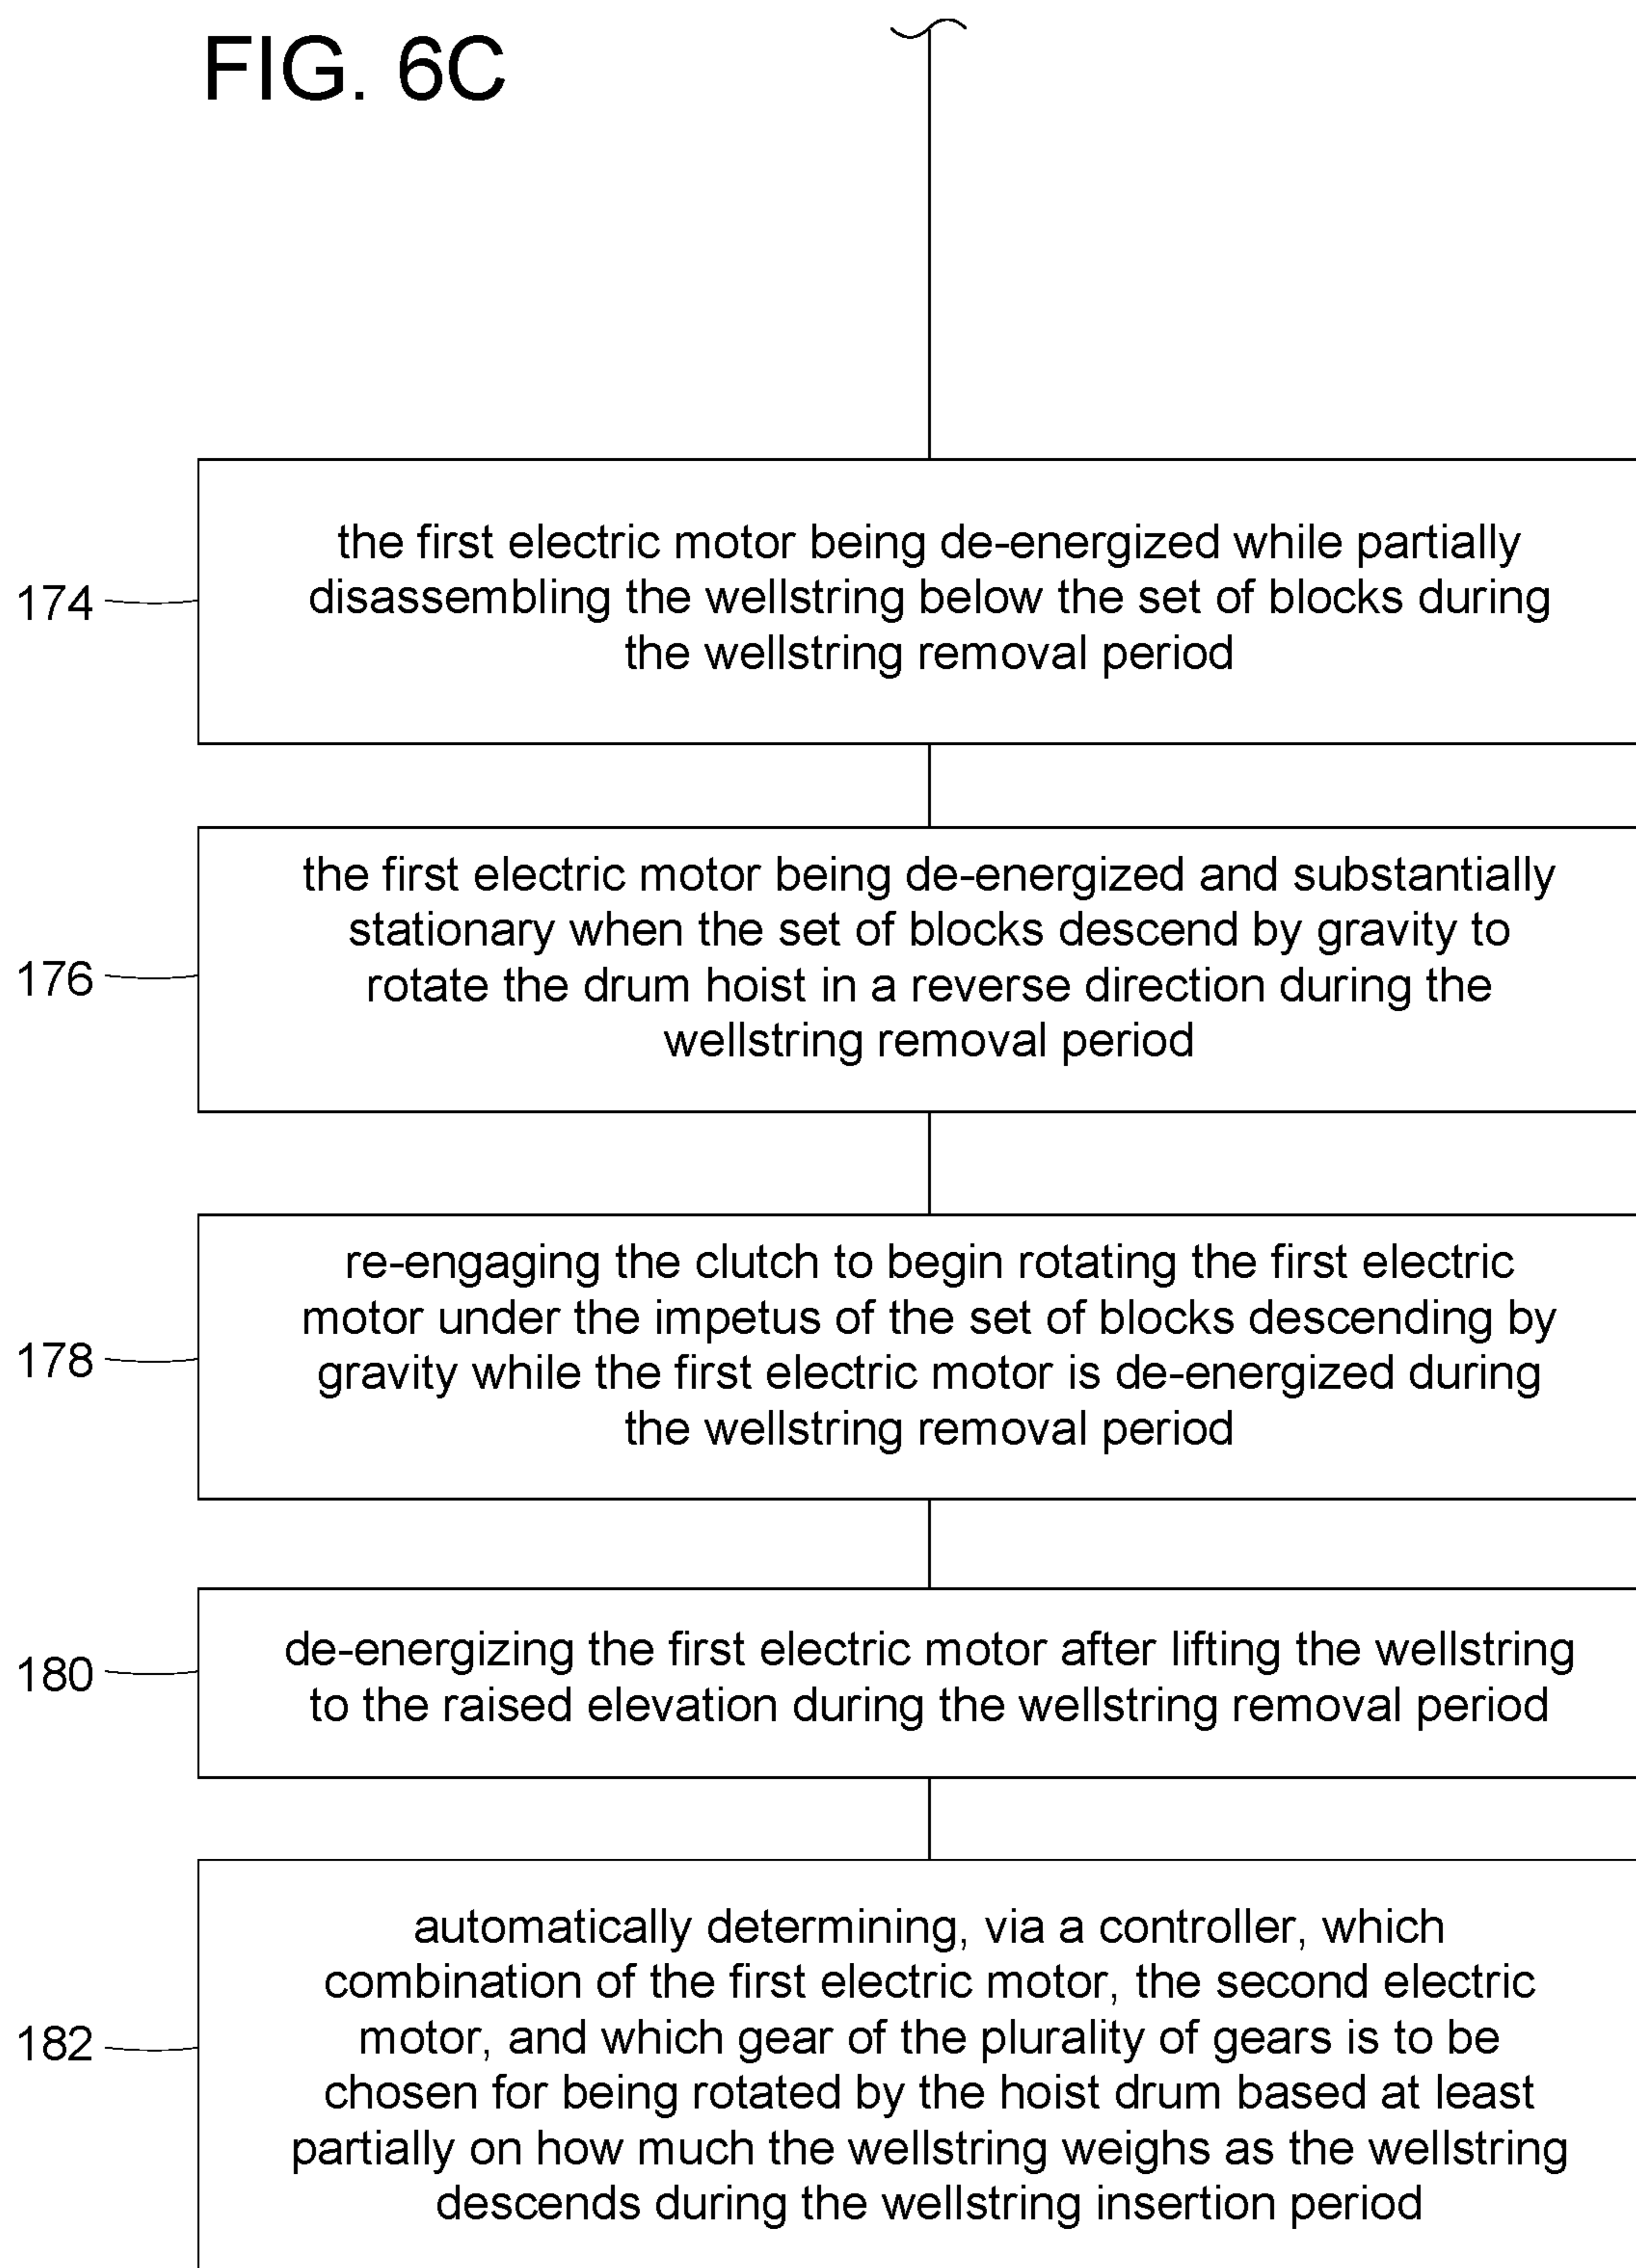 FIG. 6C
174
the first electric motor being de-energized while partially
disassembling the wellstring below the set of blocks during
the wellstring removal period
176
the first electric motor being de-energized and substantially
stationary when the set of blocks descend by gravity to
rotate the drum hoist in a reverse direction during the
wellstring removal period
178
re-engaging the clutch to begin rotating the first electric
motor under the impetus of the set of blocks descending by
gravity while the first electric motor is de-energized during
the wellstring removal period
180
de-energizing the first electric motor after lifting the wellstring
to the raised elevation during the wellstring removal period
182
automatically determining, via a controller, which
combination of the first electric motor, the second electric
motor, and which gear of the plurality of gears is to be
chosen for being rotated by the hoist drum based at least
partially on how much the wellstring weighs as the wellstring
descends during the wellstring insertion period